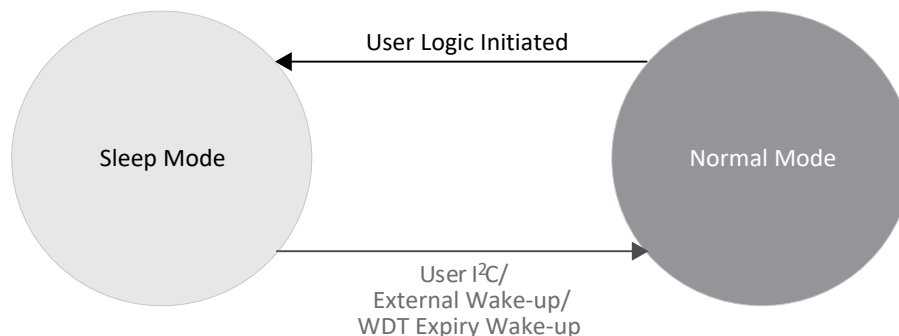 User Logic Initiated
Sleep Mode
Normal Mode
User I²C/
External Wake-up/
WDT Expiry Wake-up